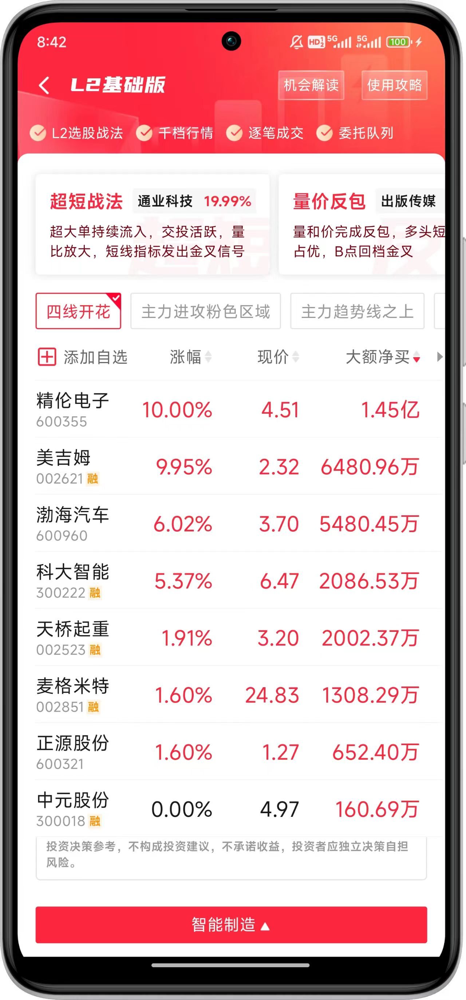 8:42
HD 1 2 5G 5G 100
L2基础版
机会解读
使用攻略
L2选股战法 千档行情 逐笔成交 委托队列
超短战法 通业科技 19.99%
超大单持续流入，交投活跃，量
比放大，短线指标发出金叉信号
量价反包 出版传媒
量和价完成反包，多头短
占优，B点回档金叉
四线开花 主力进攻粉色区域 主力趋势线之上
添加自选 涨幅 现价 大额净买
精伦电子 10.00% 4.51 1.45亿
600355
美吉姆 9.95% 2.32 6480.96万
002621 融
渤海汽车 6.02% 3.70 5480.45万
600960
科大智能 5.37% 6.47 2086.53万
300222 融
天桥起重 1.91% 3.20 2002.37万
002523 融
麦格米特 1.60% 24.83 1308.29万
002851 融
正源股份 1.60% 1.27 652.40万
600321
中元股份 0.00% 4.97 160.69万
300018 融
投资决策参考，不构成投资建议，不承诺收益，投资者应独立决策自担
风险。
智能制造